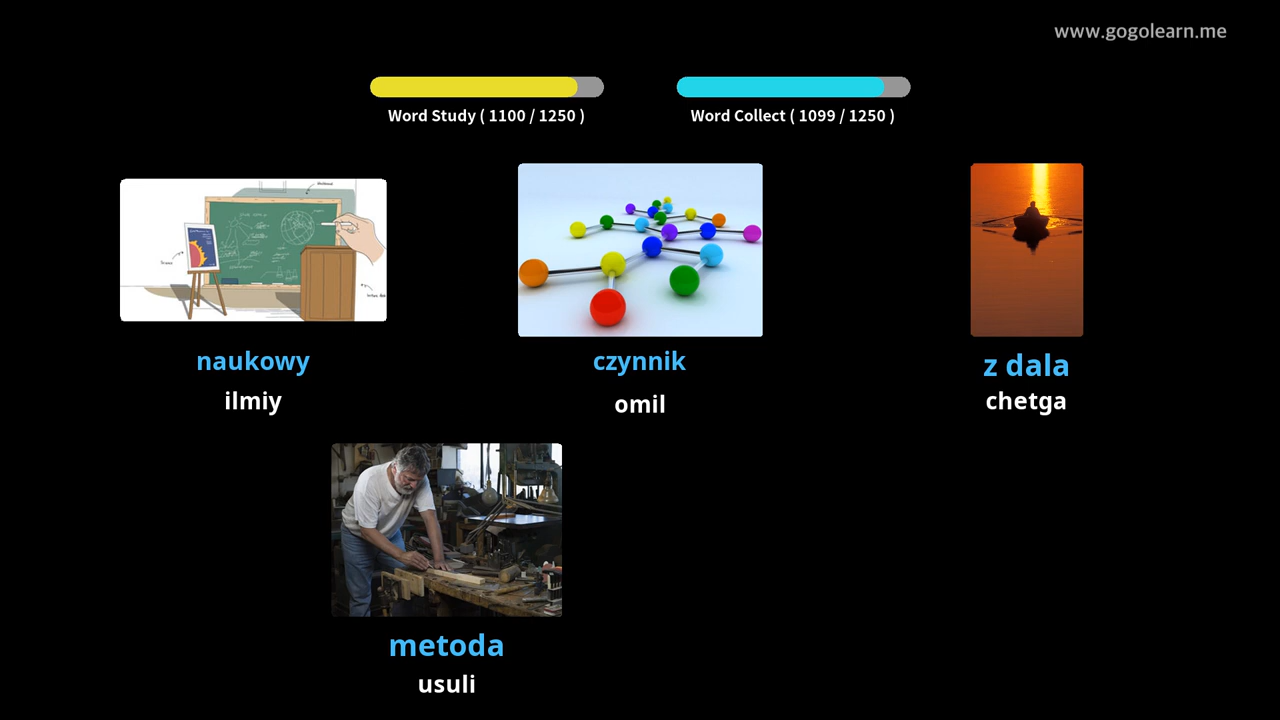 www.gogolearn.me
Word Study ( 1100 / 1250 )
Word Collect ( 1099 / 1250 )
naukowy
czynnik
z dala
ilmiy
omil
chetga
metoda
usuli